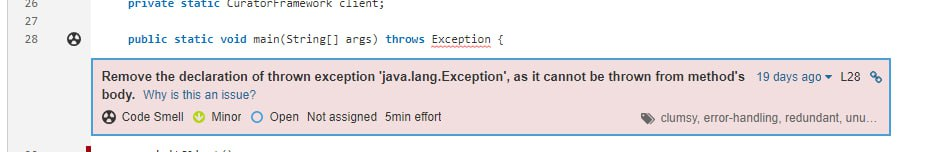 26 private static CuratorFramework client;
27
28 public static void main(String[] args) throws Exception {
Remove the declaration of thrown exception 'java.lang.Exception', as it cannot be thrown from method's 19 days ago L28
body. Why is this an issue?
Code Smell Minor Open Not assigned 5min effort clumsy, error-handling, redundant, unu...